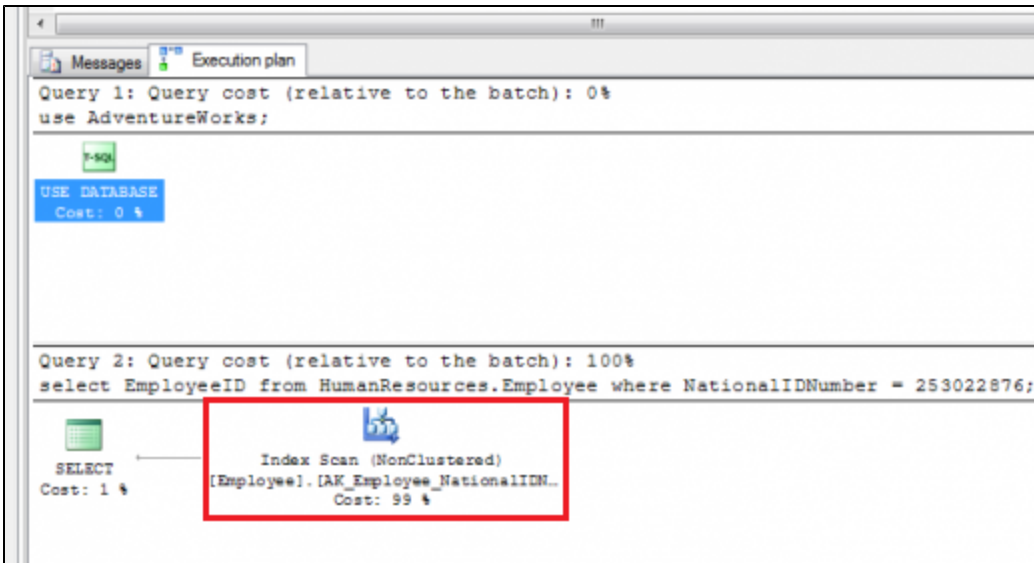 Messages
Execution plan
Query 1: Query cost (relative to the batch): 0%
use AdventureWorks;
T-SQL
USE DATABASE
Cost: 0 %
Query 2: Query cost (relative to the batch): 100%
select EmployeeID from HumanResources.Employee where NationalIDNumber = 253022876;
SELECT
Cost: 1 %
Index Scan (NonClustered)
[Employee].[AK_Employee_NationalIDN…
Cost: 99 %